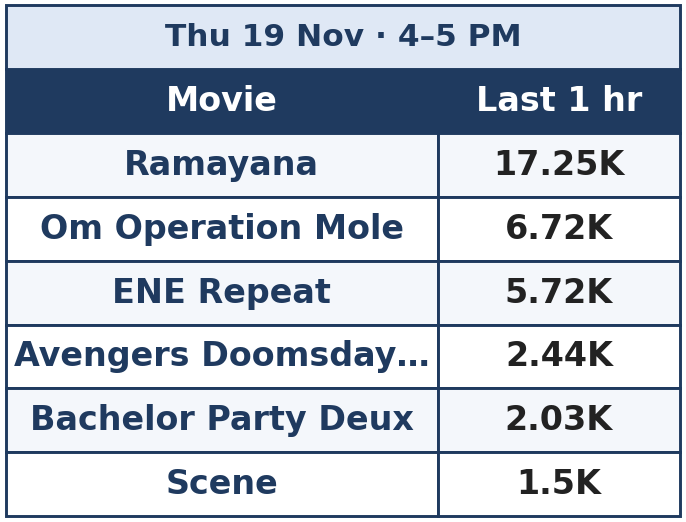 Thu 19 Nov · 4–5 PM
Movie Last 1 hr
Ramayana 17.25K
Om Operation Mole 6.72K
ENE Repeat 5.72K
Avengers Doomsday... 2.44K
Bachelor Party Deux 2.03K
Scene 1.5K